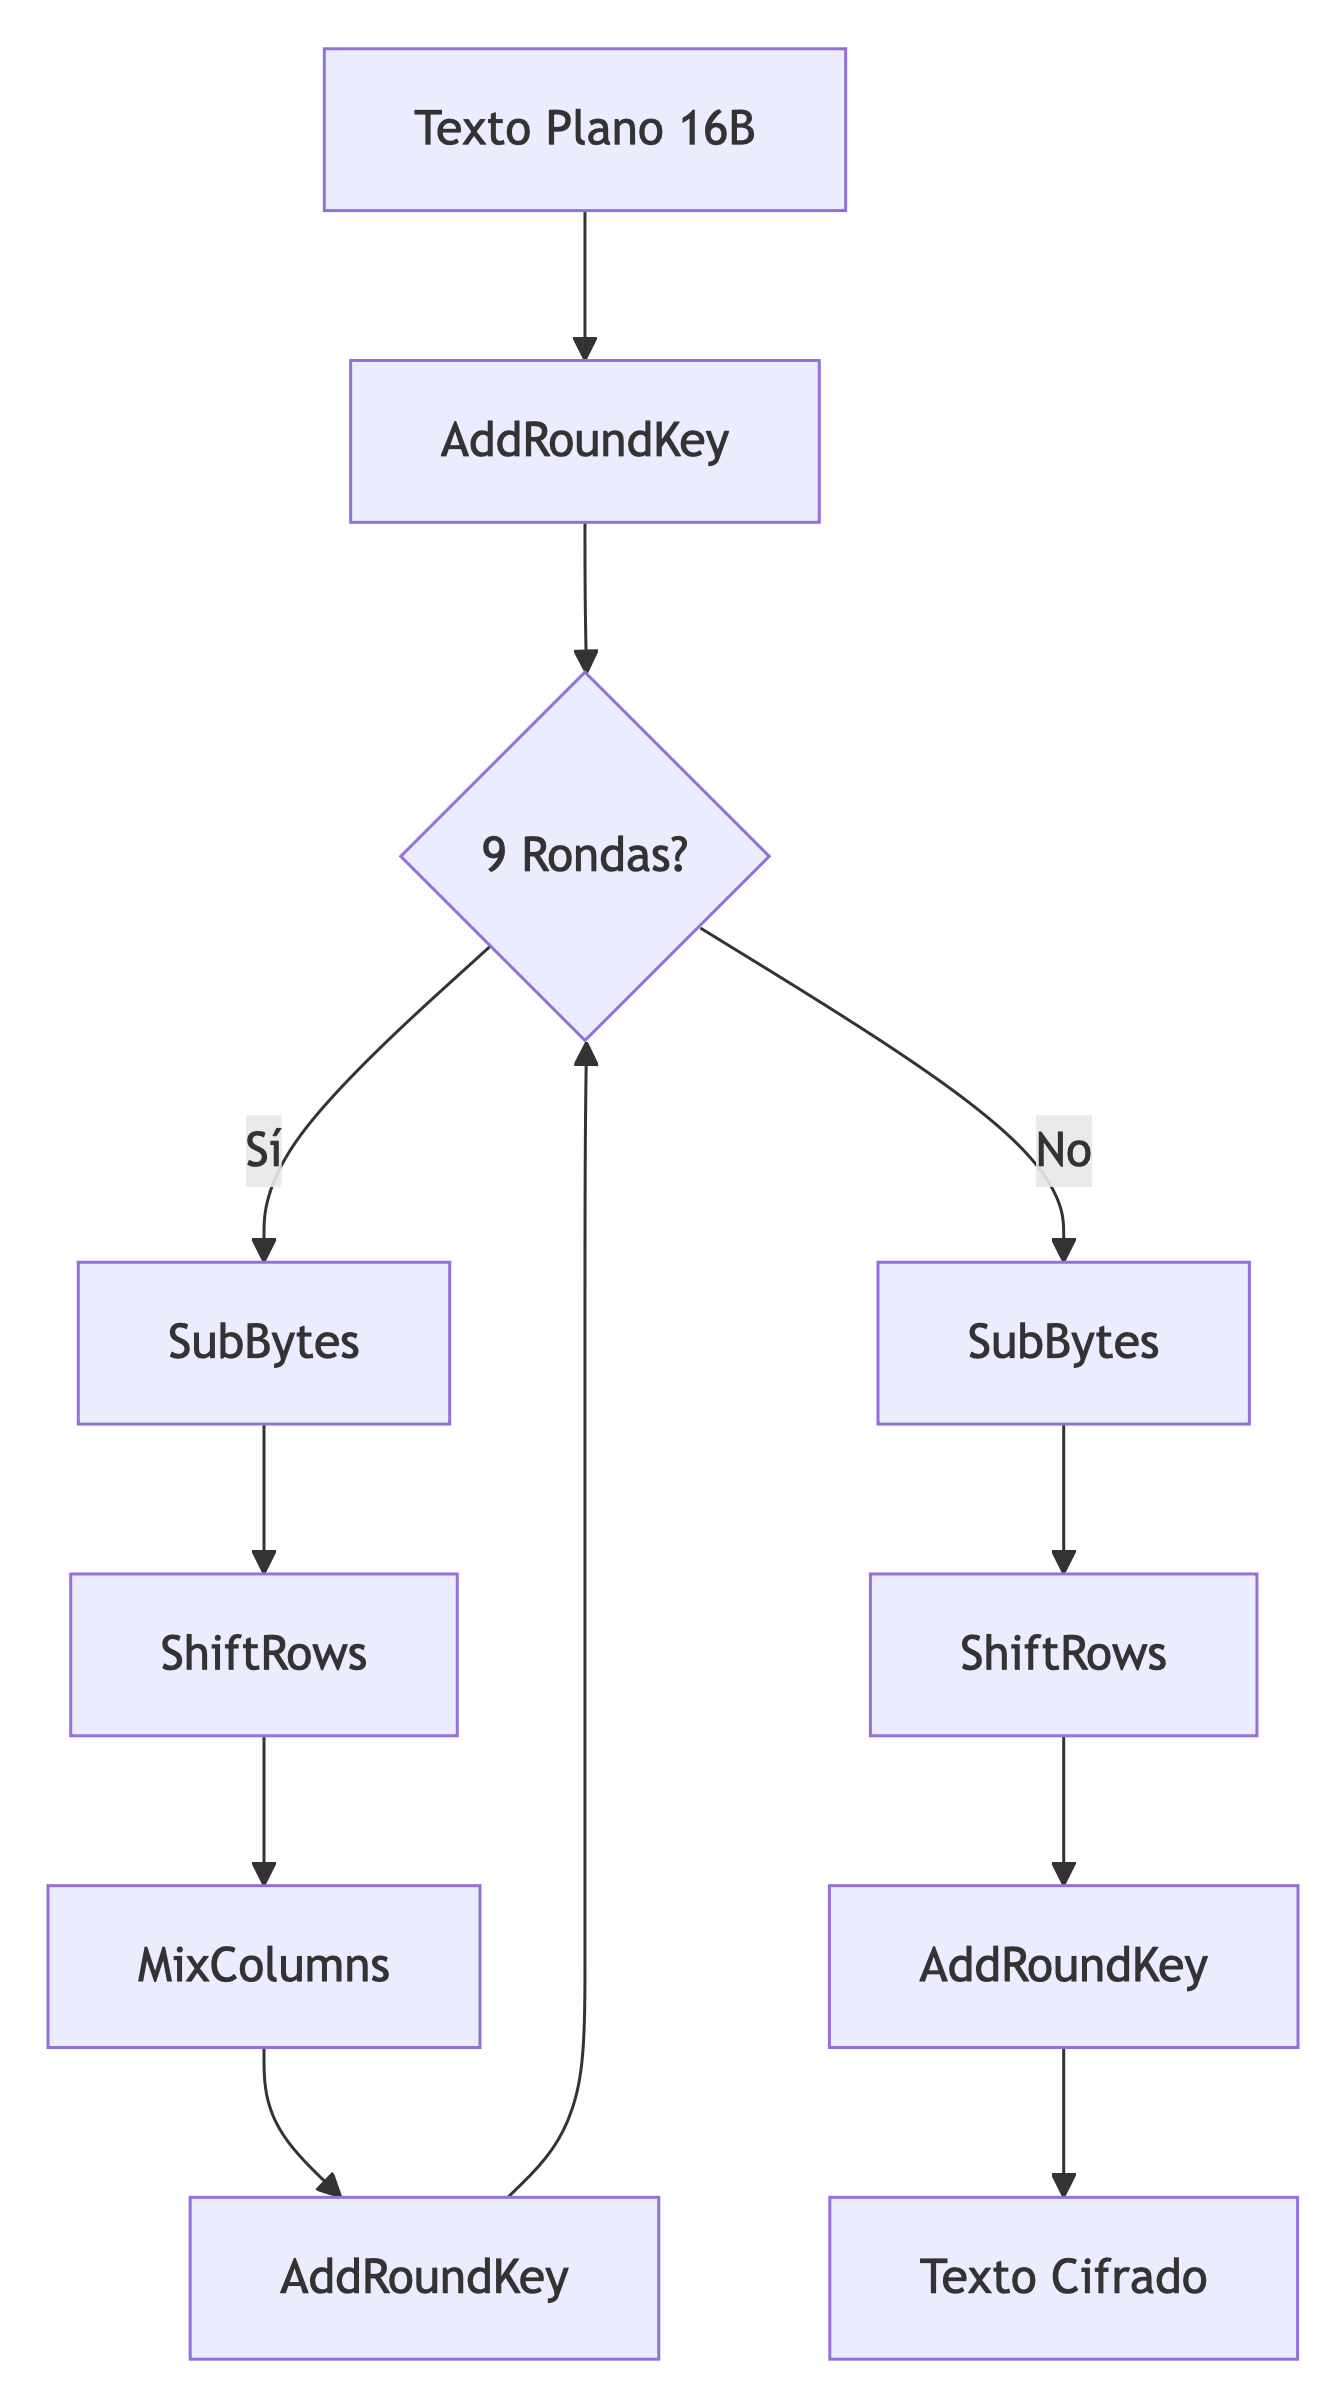 Texto Plano 16B
AddRoundKey
9 Rondas?
Sí
No
SubBytes
SubBytes
ShiftRows
ShiftRows
MixColumns
AddRoundKey
AddRoundKey
Texto Cifrado